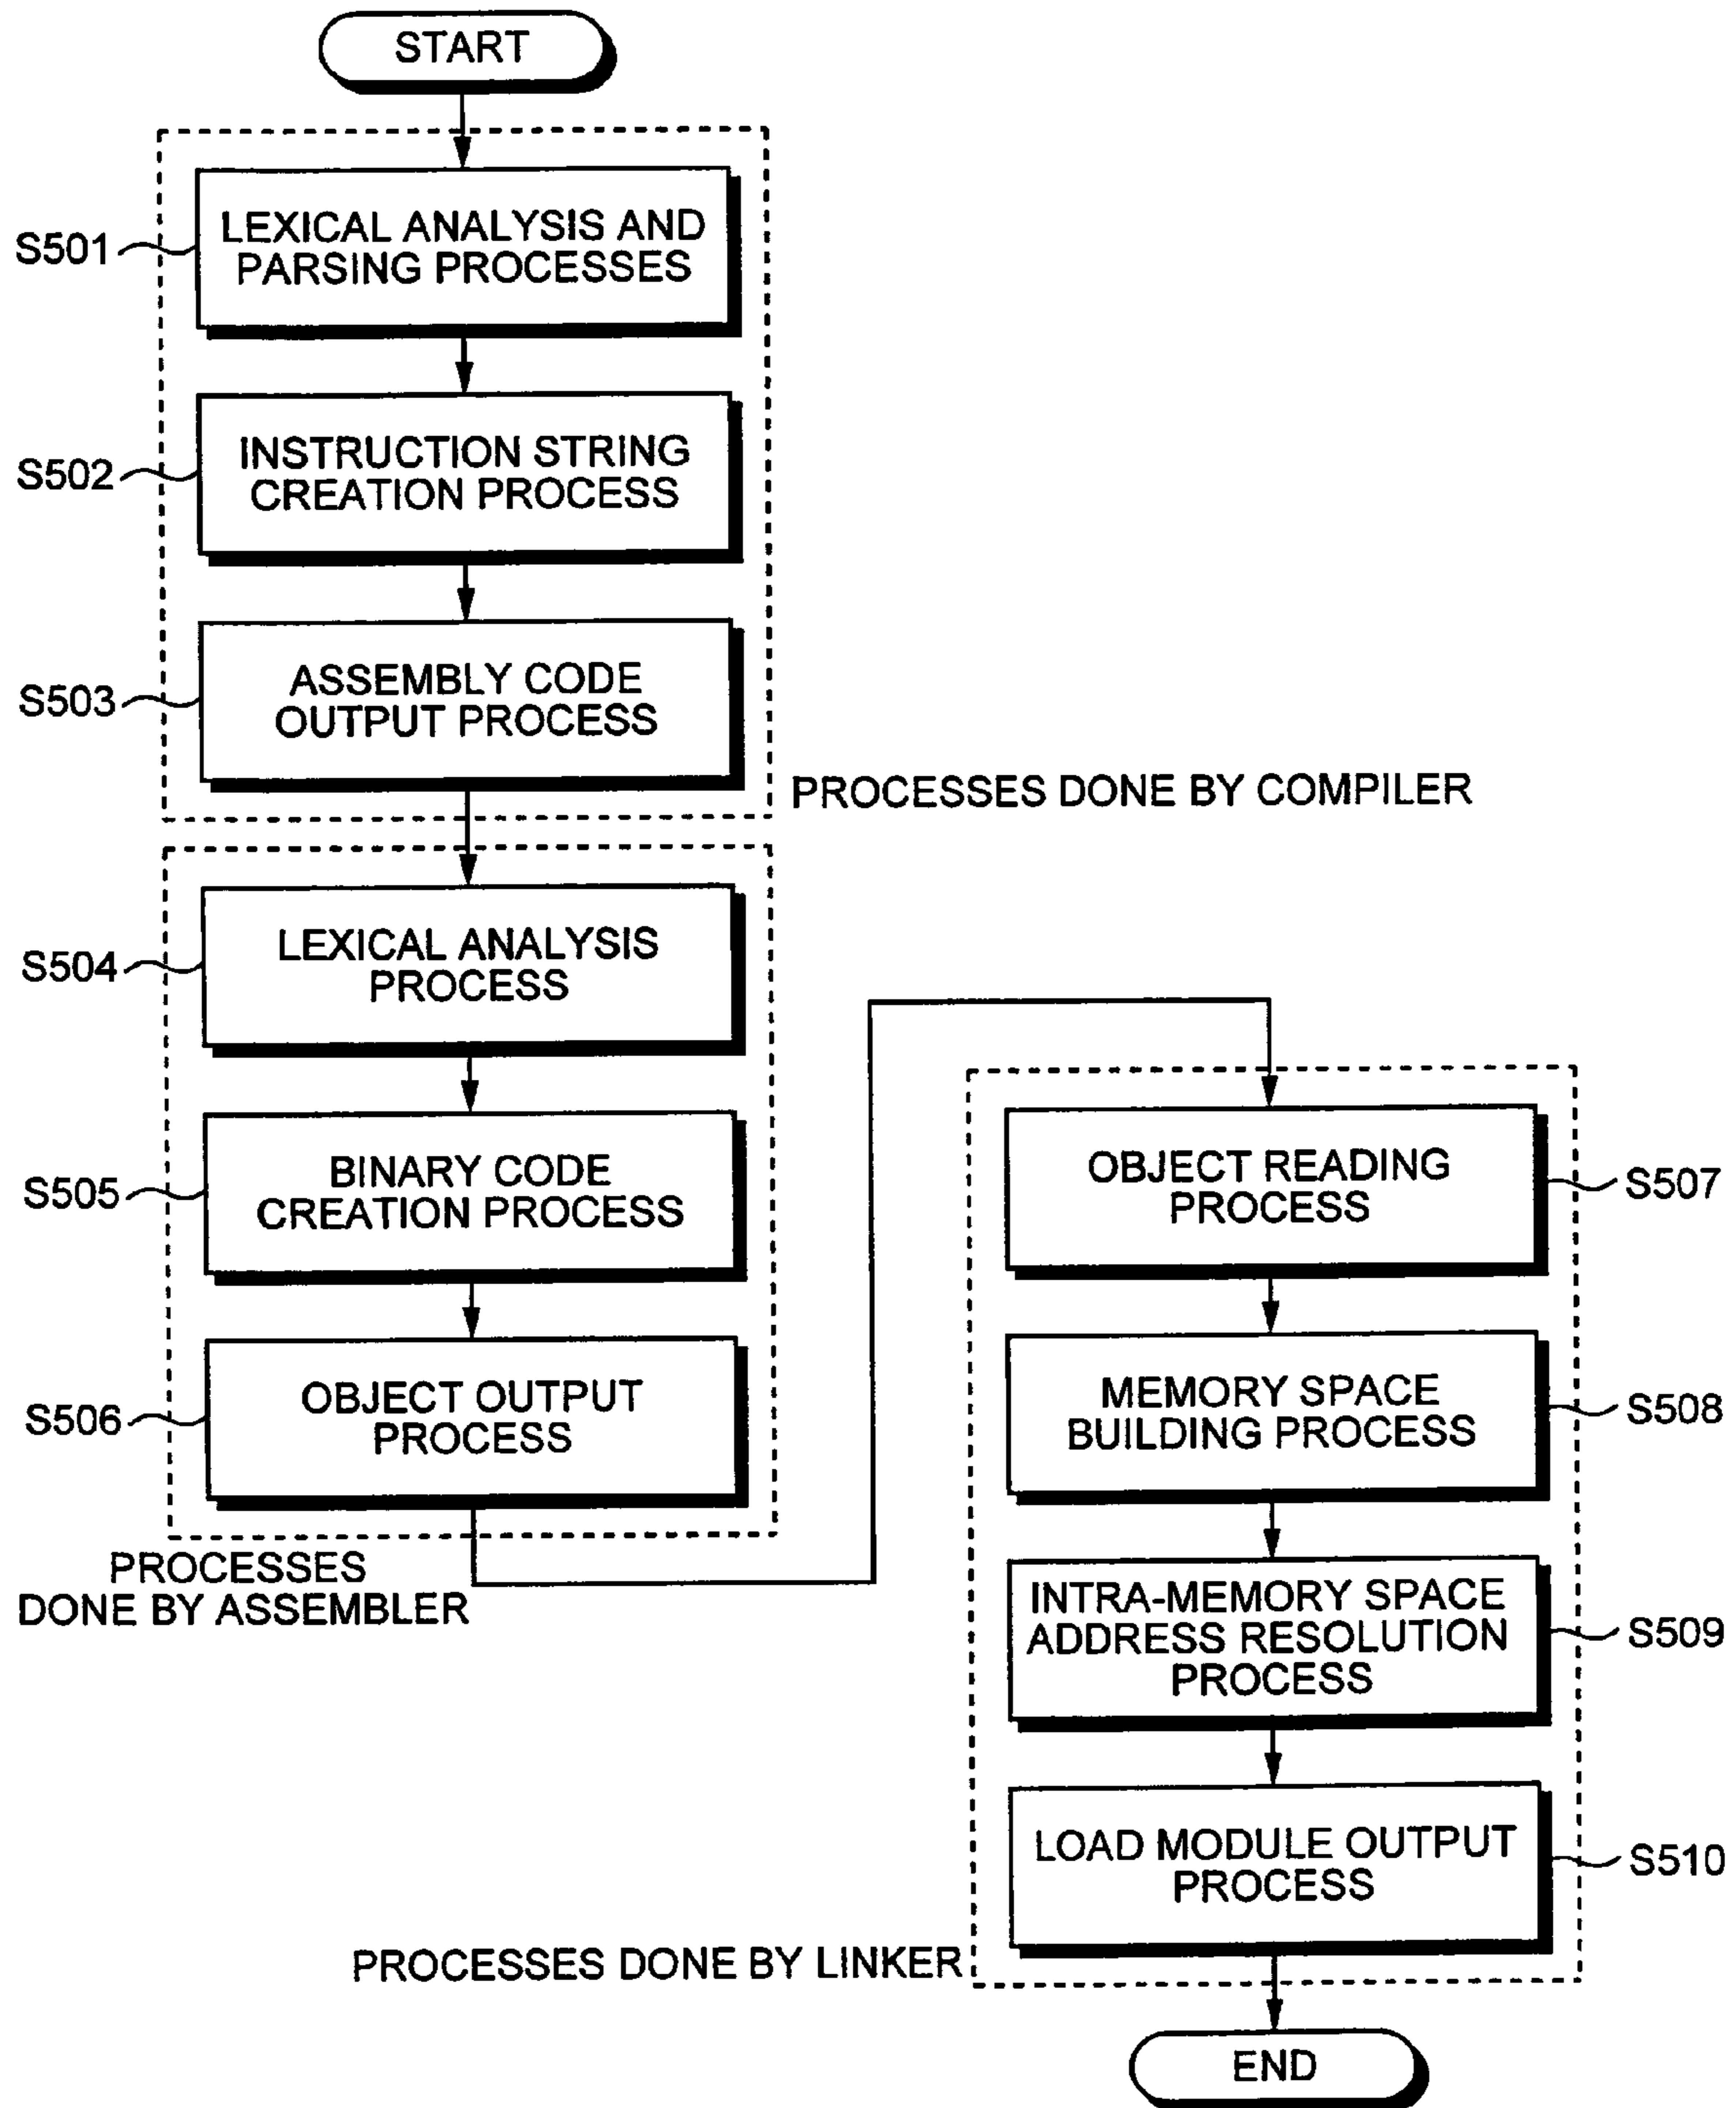 START
S501
LEXICAL ANALYSIS AND
PARSING PROCESSES
S502
INSTRUCTION STRING
CREATION PROCESS
S503
ASSEMBLY CODE
OUTPUT PROCESS
PROCESSES DONE BY COMPILER
S504
LEXICAL ANALYSIS
PROCESS
S505
BINARY CODE
CREATION PROCESS
S506
OBJECT OUTPUT
PROCESS
PROCESSES
DONE BY ASSEMBLER
OBJECT READING
PROCESS
S507
MEMORY SPACE
BUILDING PROCESS
S508
INTRA-MEMORY SPACE
ADDRESS RESOLUTION
PROCESS
S509
LOAD MODULE OUTPUT
PROCESS
S510
PROCESSES DONE BY LINKER
END